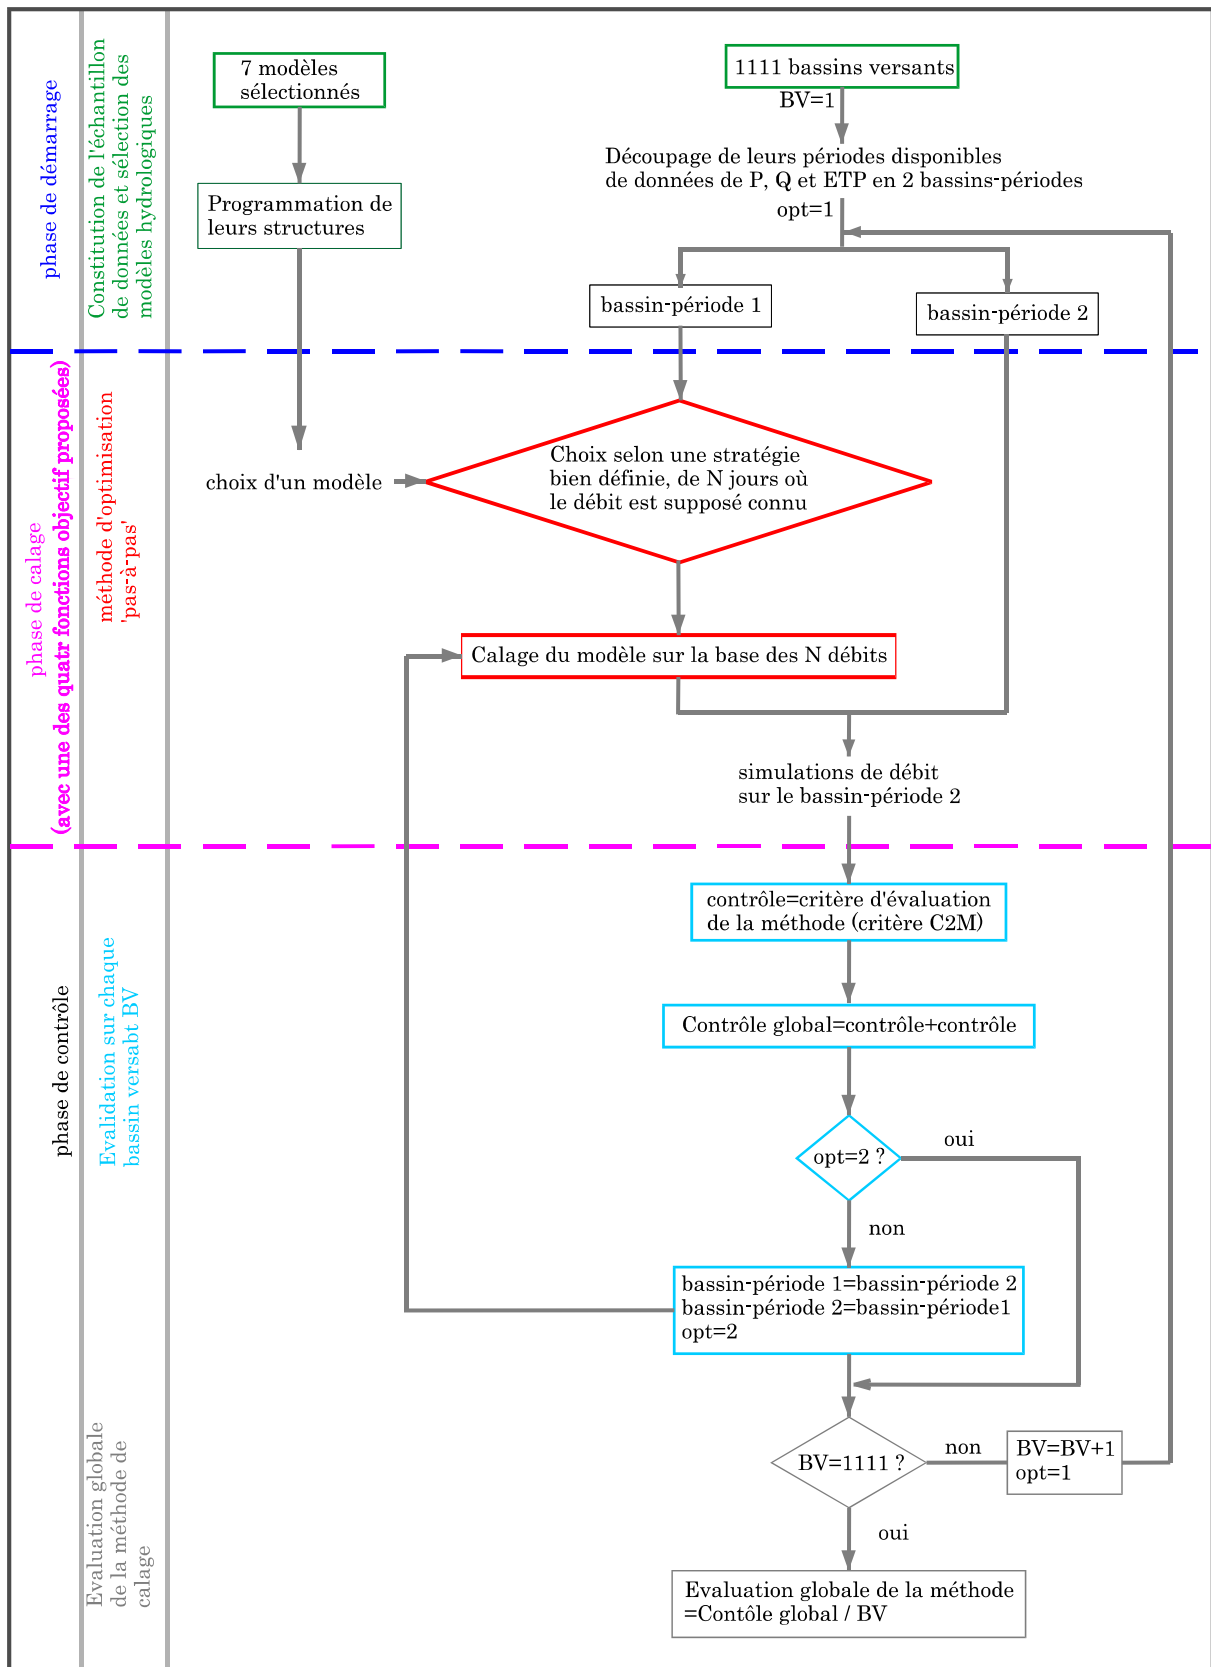 phase de démarrage
Constitution de l'échantillon
de données et sélection des
modèles hydrologiques
7 modèles
sélectionnés
Programmation de
leurs structures
1111 bassins versants
BV=1
Découpage de leurs périodes disponibles
de données de P, Q et ETP en 2 bassins-périodes
opt=1
bassin-période 1
bassin-période 2
phase de calage
(avec une des quatr fonctions objectif proposées)
méthode d'optimisation
'pas-à-pas'
choix d'un modèle
Choix selon une stratégie
bien définie, de N jours où
le débit est supposé connu
Calage du modèle sur la base des N débits
simulations de débit
sur le bassin-période 2
phase de contrôle
Evalidation sur chaque
bassin versabt BV
contrôle=critère d'évaluation
de la méthode (critère C2M)
Contrôle global=contrôle+contrôle
opt=2 ?
oui
non
bassin-période 1=bassin-période 2
bassin-période 2=bassin-période1
opt=2
Evaluation globale
de la méthode de
calage
BV=1111 ?
non
BV=BV+1
opt=1
oui
Evaluation globale de la méthode
=Contôle global / BV